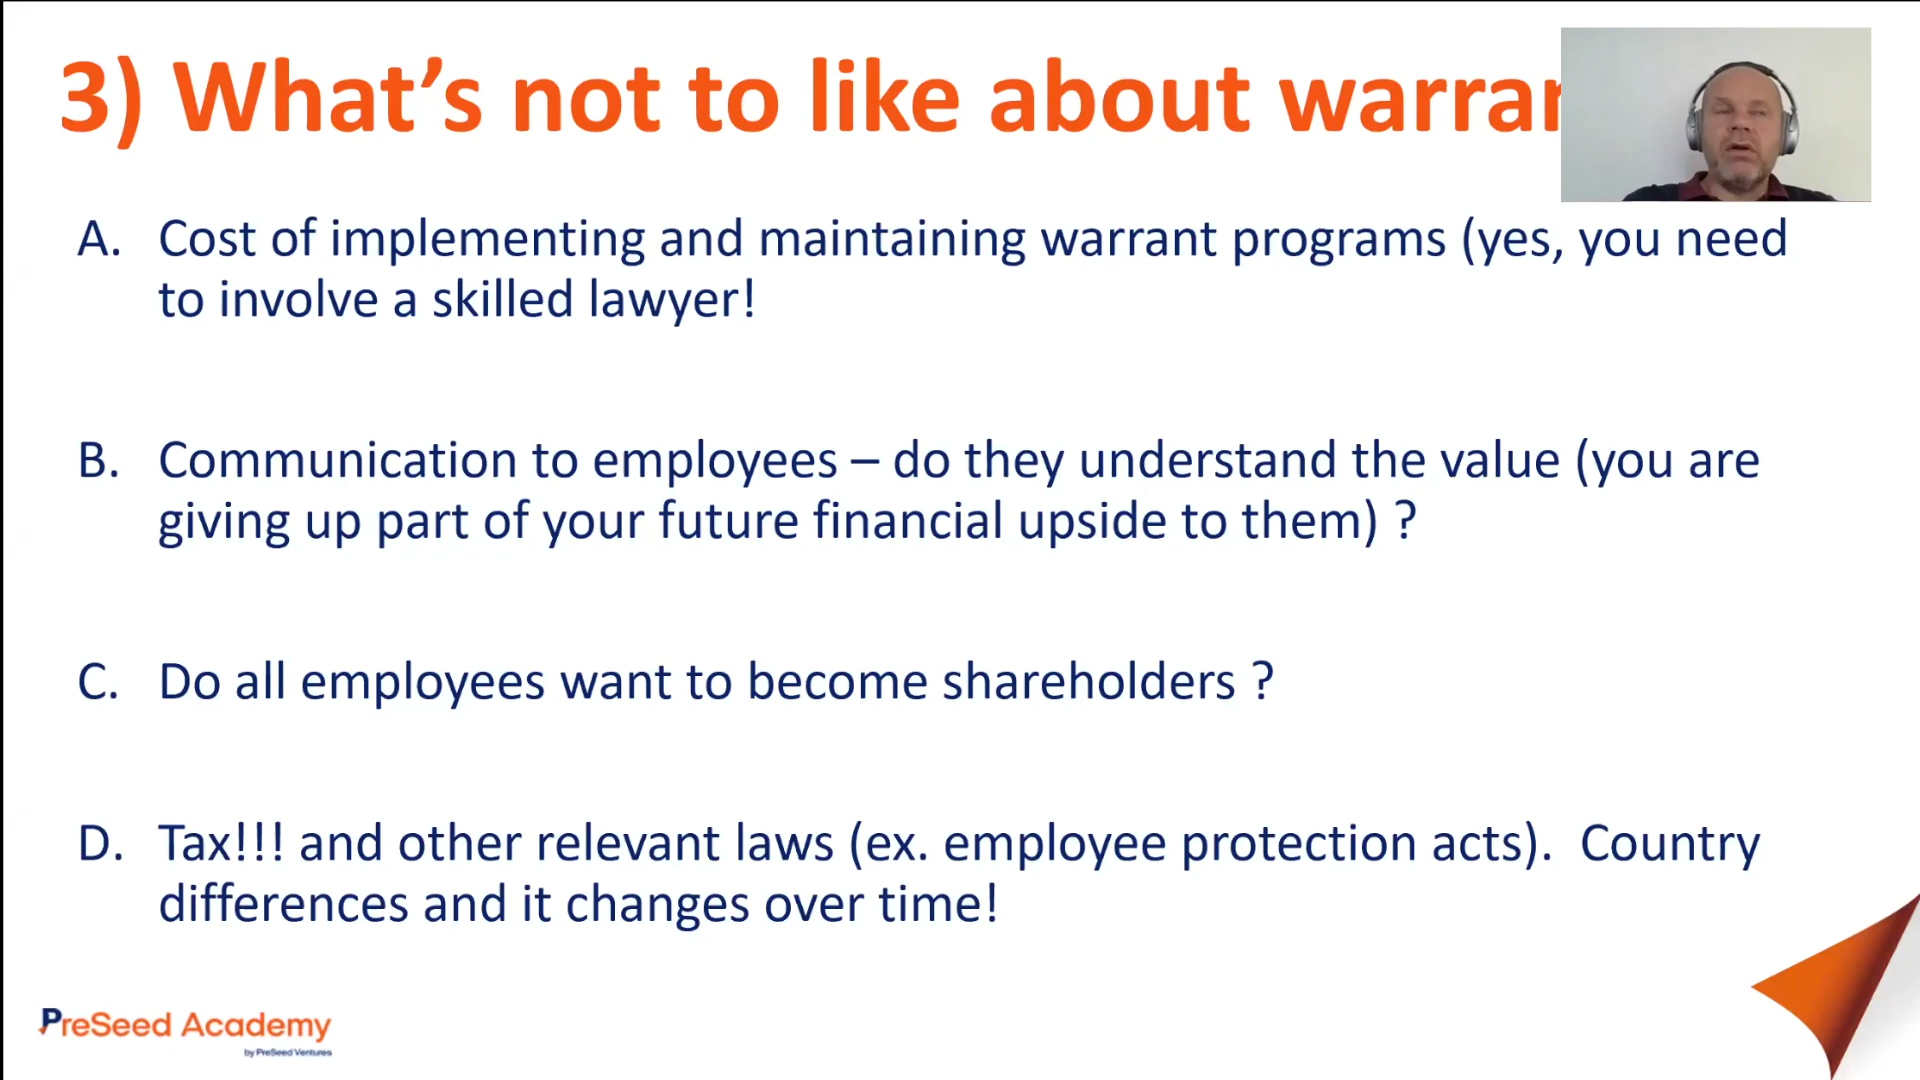 3) What’s not to like about warran
A. Cost of implementing and maintaining warrant programs (yes, you need
to involve a skilled lawyer!
B. Communication to employees – do they understand the value (you are
giving up part of your future financial upside to them) ?
C. Do all employees want to become shareholders ?
D. Tax!!! and other relevant laws (ex. employee protection acts).  Country
differences and it changes over time!
PreSeed Academy
by PreSeed Ventures